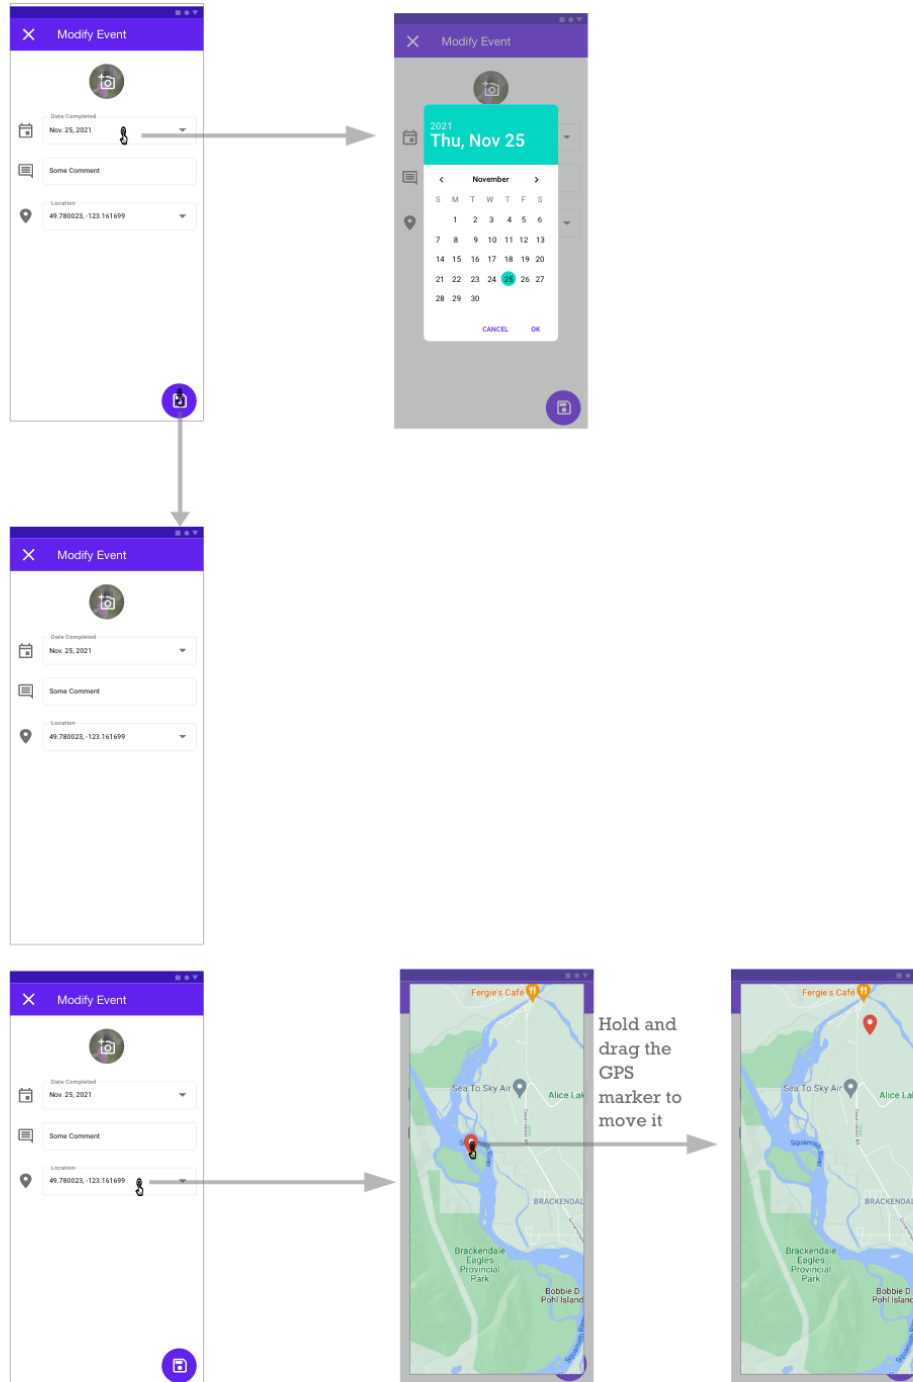 Modify Event
Date Completed
Nov. 25, 2021
Some Comment
Location
49.780023, -123.161699
Modify Event
2021
Thu, Nov 25
November
S M T W T F S
1 2 3 4 5 6
7 8 9 10 11 12 13
14 15 16 17 18 19 20
21 22 23 24 25 26 27
28 29 30
CANCEL OK
Modify Event
Date Completed
Nov. 25, 2021
Some Comment
Location
49.780023, -123.161699
Modify Event
Date Completed
Nov. 25, 2021
Some Comment
Location
49.780023, -123.161699
Fergie's Café
Sea To Sky Air
Alice Lak
River
BRACKENDAL
Brackendale
Eagles
Provincial
Park
Bobbie D
Pohl Island
Squamish
Hold and
drag the
GPS
marker to
move it
Fergie's Café
Sea To Sky Air
Alice Lal
Squamish
River
BRACKENDAL
Brackendale
Eagles
Provincial
Park
Bobbie D
Pohl Island
Squamish